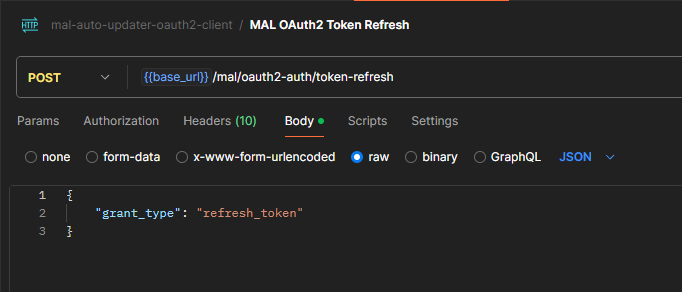 HTTP mal-auto-updater-oauth2-client / MAL OAuth2 Token Refresh
POST {{base_url}} /mal/oauth2-auth/token-refresh
Params Authorization Headers (10) Body Scripts Settings
none form-data x-www-form-urlencoded raw binary GraphQL JSON
1 {
2 "grant_type": "refresh_token"
3 }